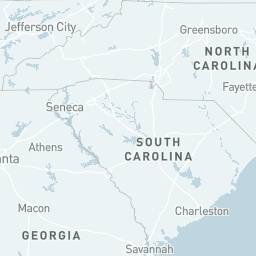 Jefferson City
Greensboro
NORTH
CAROLINA
Fayette
Seneca
SOUTH
CAROLINA
Athens
anta
Macon
Charleston
GEORGIA
Savannah